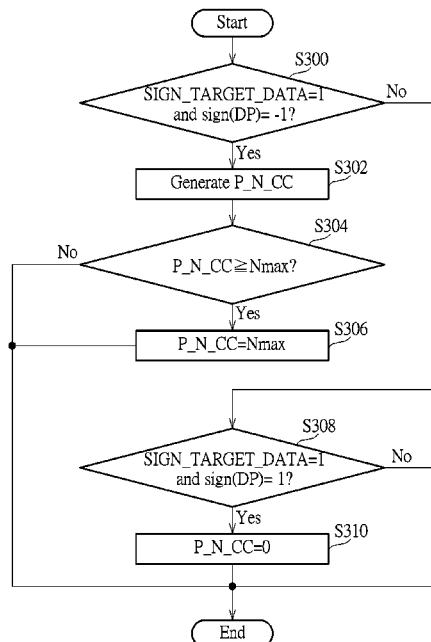 Start
S300
SIGN_TARGET_DATA=1
and sign(DP)= -1?
No
Yes
S302
Generate P_N_CC
S304
No
P_N_CC≧Nmax?
Yes
S306
P_N_CC=Nmax
S308
SIGN_TARGET_DATA=1
and sign(DP)= 1?
No
Yes
S310
P_N_CC=0
End